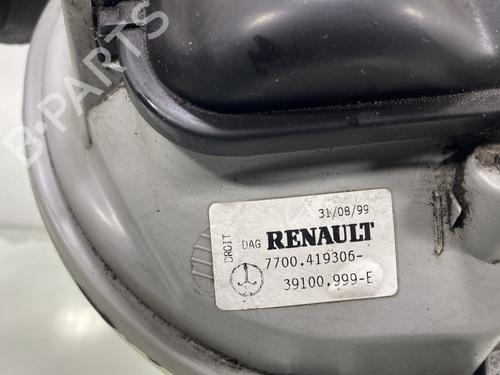 B-PARTS
31/08/99
DROIT
DAG RENAULT
7700.419306-
39100.999-E